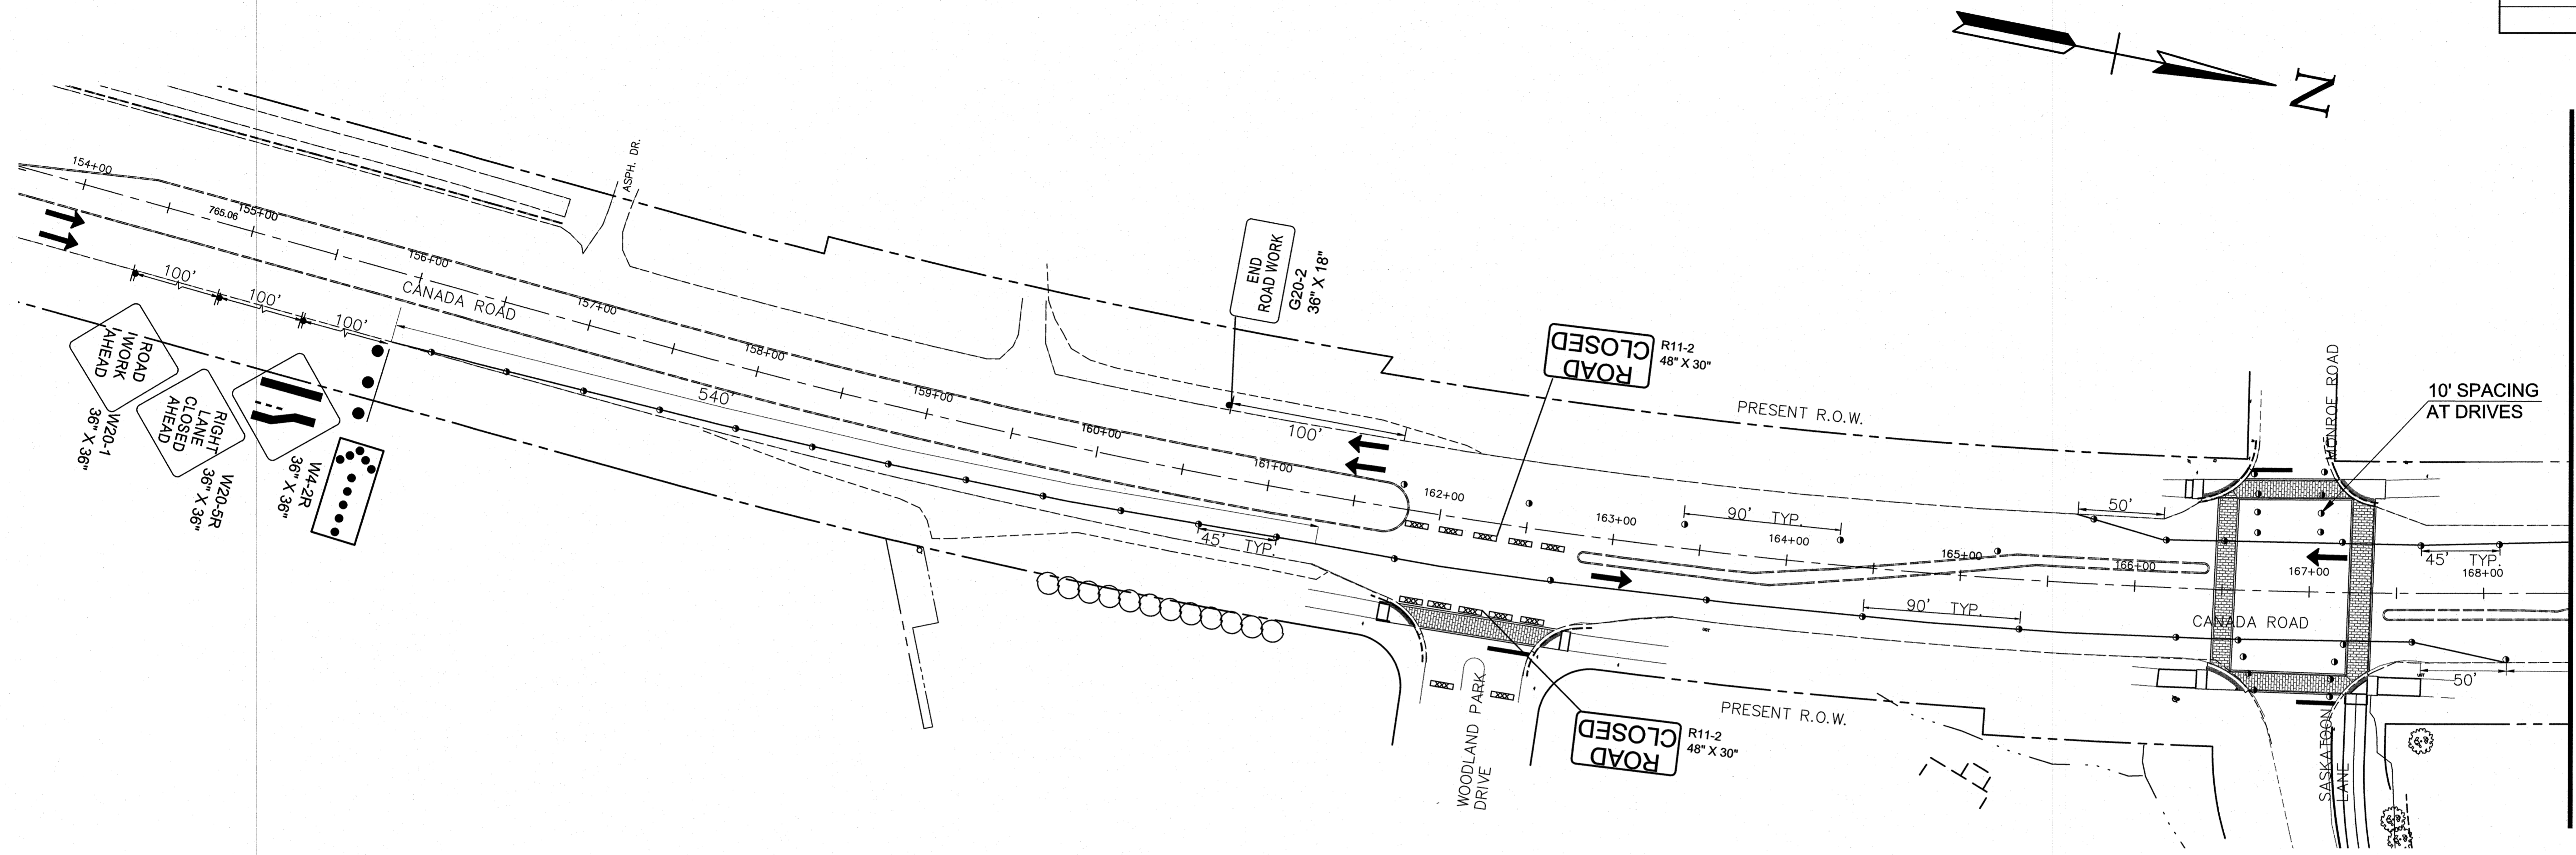 N
154+00
765.06
155+00
156+00
157+00
158+00
159+00
160+00
161+00
162+00
163+00
164+00
165+00
166+00
167+00
168+00
ASPH. DR.
100'
100'
100'
CANADA ROAD
540'
ROAD
WORK
AHEAD
W20-1
36" X 36"
RIGHT
LANE
CLOSED
AHEAD
W20-5R
36" X 36"
W4-2R
36" X 36"
END
ROAD WORK
G20-2
36" X 18"
100'
ROAD
CLOSED
R11-2
48" X 30"
45' TYP.
90' TYP.
90' TYP.
PRESENT R.O.W.
PRESENT R.O.W.
WOODLAND PARK
DRIVE
ROAD
CLOSED
R11-2
48" X 30"
50'
MONROE ROAD
10' SPACING
AT DRIVES
45' TYP.
CANADA ROAD
50'
SASKATOON
LANE